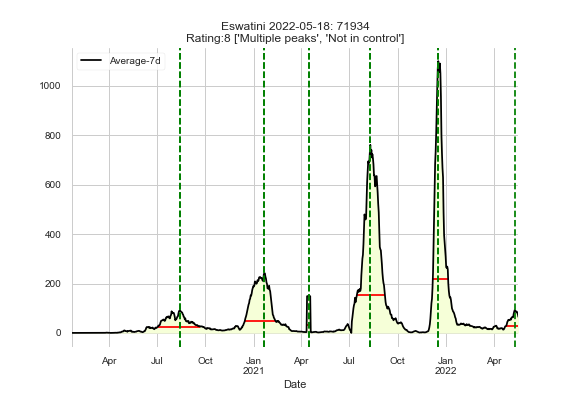 Eswatini 2022-05-18: 71934
Rating:8 ['Multiple peaks', 'Not in control']
Average-7d
1000
800
600
400
200
0
Apr
Jul
Oct
Jan
2021
Apr
Jul
Oct
Jan
2022
Apr
Date